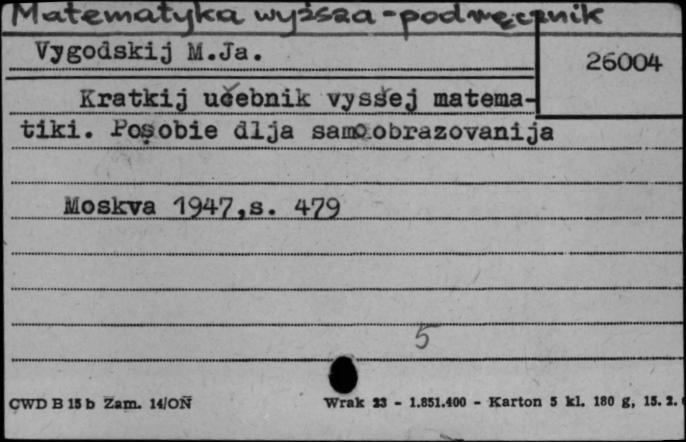 Matematyka wyższa - podręcznik
Vygodskij M.Ja.
26004
Kratkij učebnik vysšej matema-
tiki. Posobie dlja samoobrazovanija
Moskva 1947, s. 479
5
CWD B 15 b Zam. 14/ON
Wrak 23 - 1.851.400 - Karton 5 kl. 180 g, 15. 2.